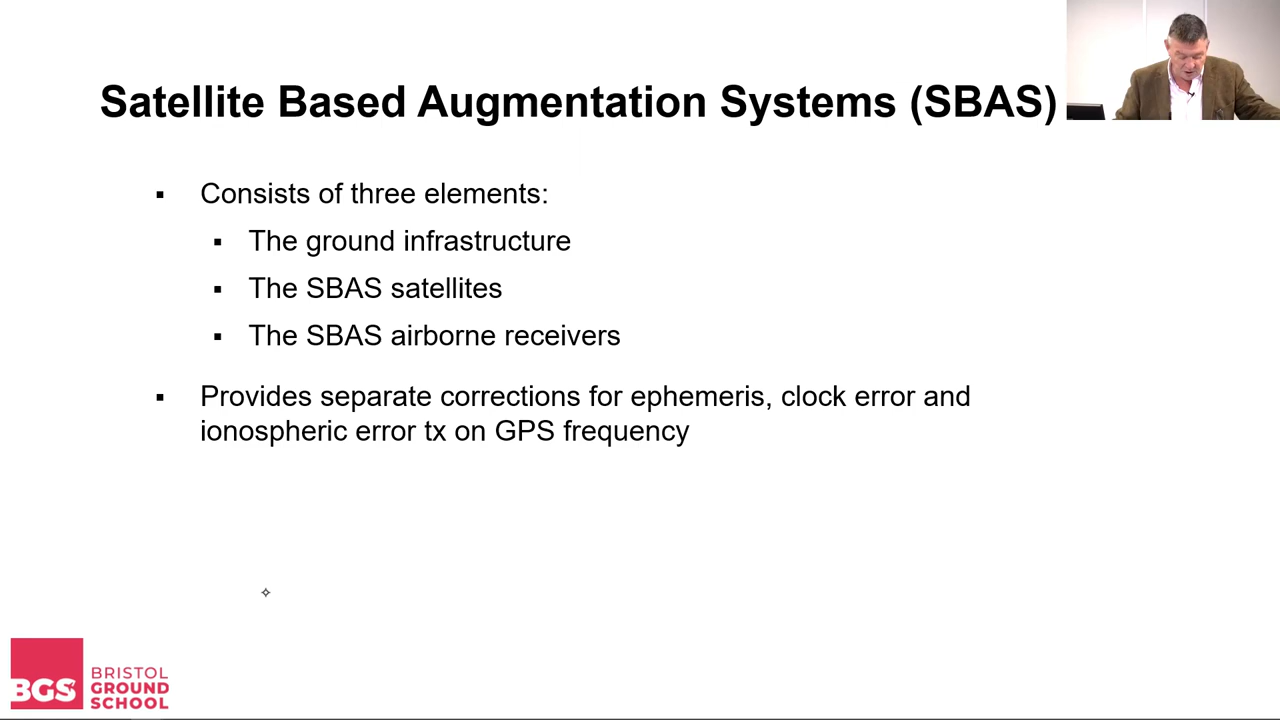 Satellite Based Augmentation Systems (SBAS)
▪ Consists of three elements:
▪ The ground infrastructure
▪ The SBAS satellites
▪ The SBAS airborne receivers
▪ Provides separate corrections for ephemeris, clock error and
ionospheric error tx on GPS frequency
BGS
BRISTOL
GROUND
SCHOOL